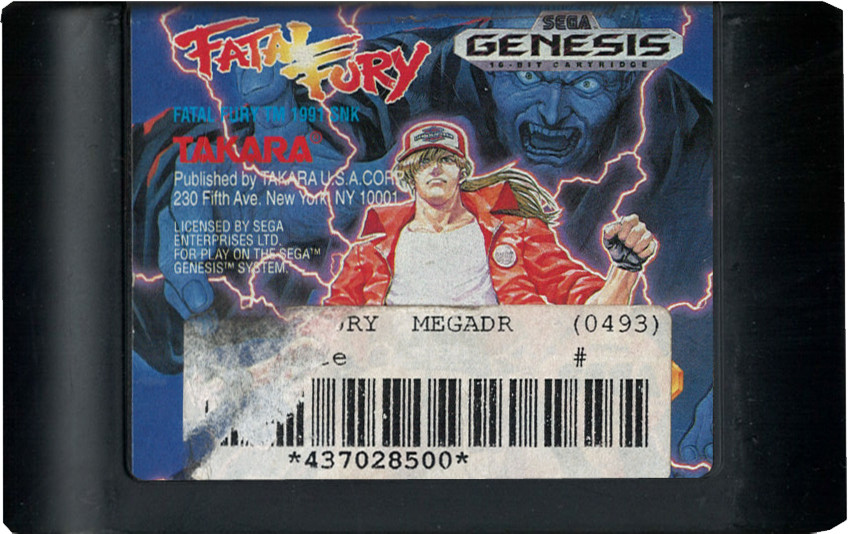 FATAL FURY
SEGA
GENESIS
16-BIT CARTRIDGE
FATAL FURY TM 1991 SNK
TAKARA®
Published by TAKARA U.S.A.CORP
230 Fifth Ave. New York NY 10001
LICENSED BY SEGA
ENTERPRISES LTD.
FOR PLAY ON THE SEGA™
GENESIS™ SYSTEM.
URY MEGADR (0493)
#
*437028500*